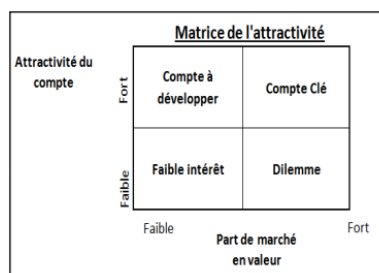 Matrice de l'attractivité
Attractivité du
compte
Fort
Compte à
développer
Compte Clé
Faible
Faible intérêt
Dilemme
Faible
Fort
Part de marché
en valeur